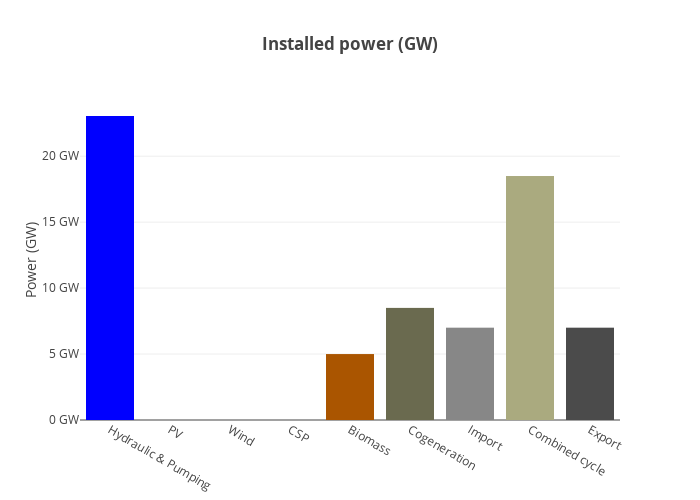 Installed power (GW)
Power (GW)
20 GW
15 GW
10 GW
5 GW
0 GW
Hydraulic & Pumping
PV
Wind
CSP
Biomass
Cogeneration
Import
Combined cycle
Export